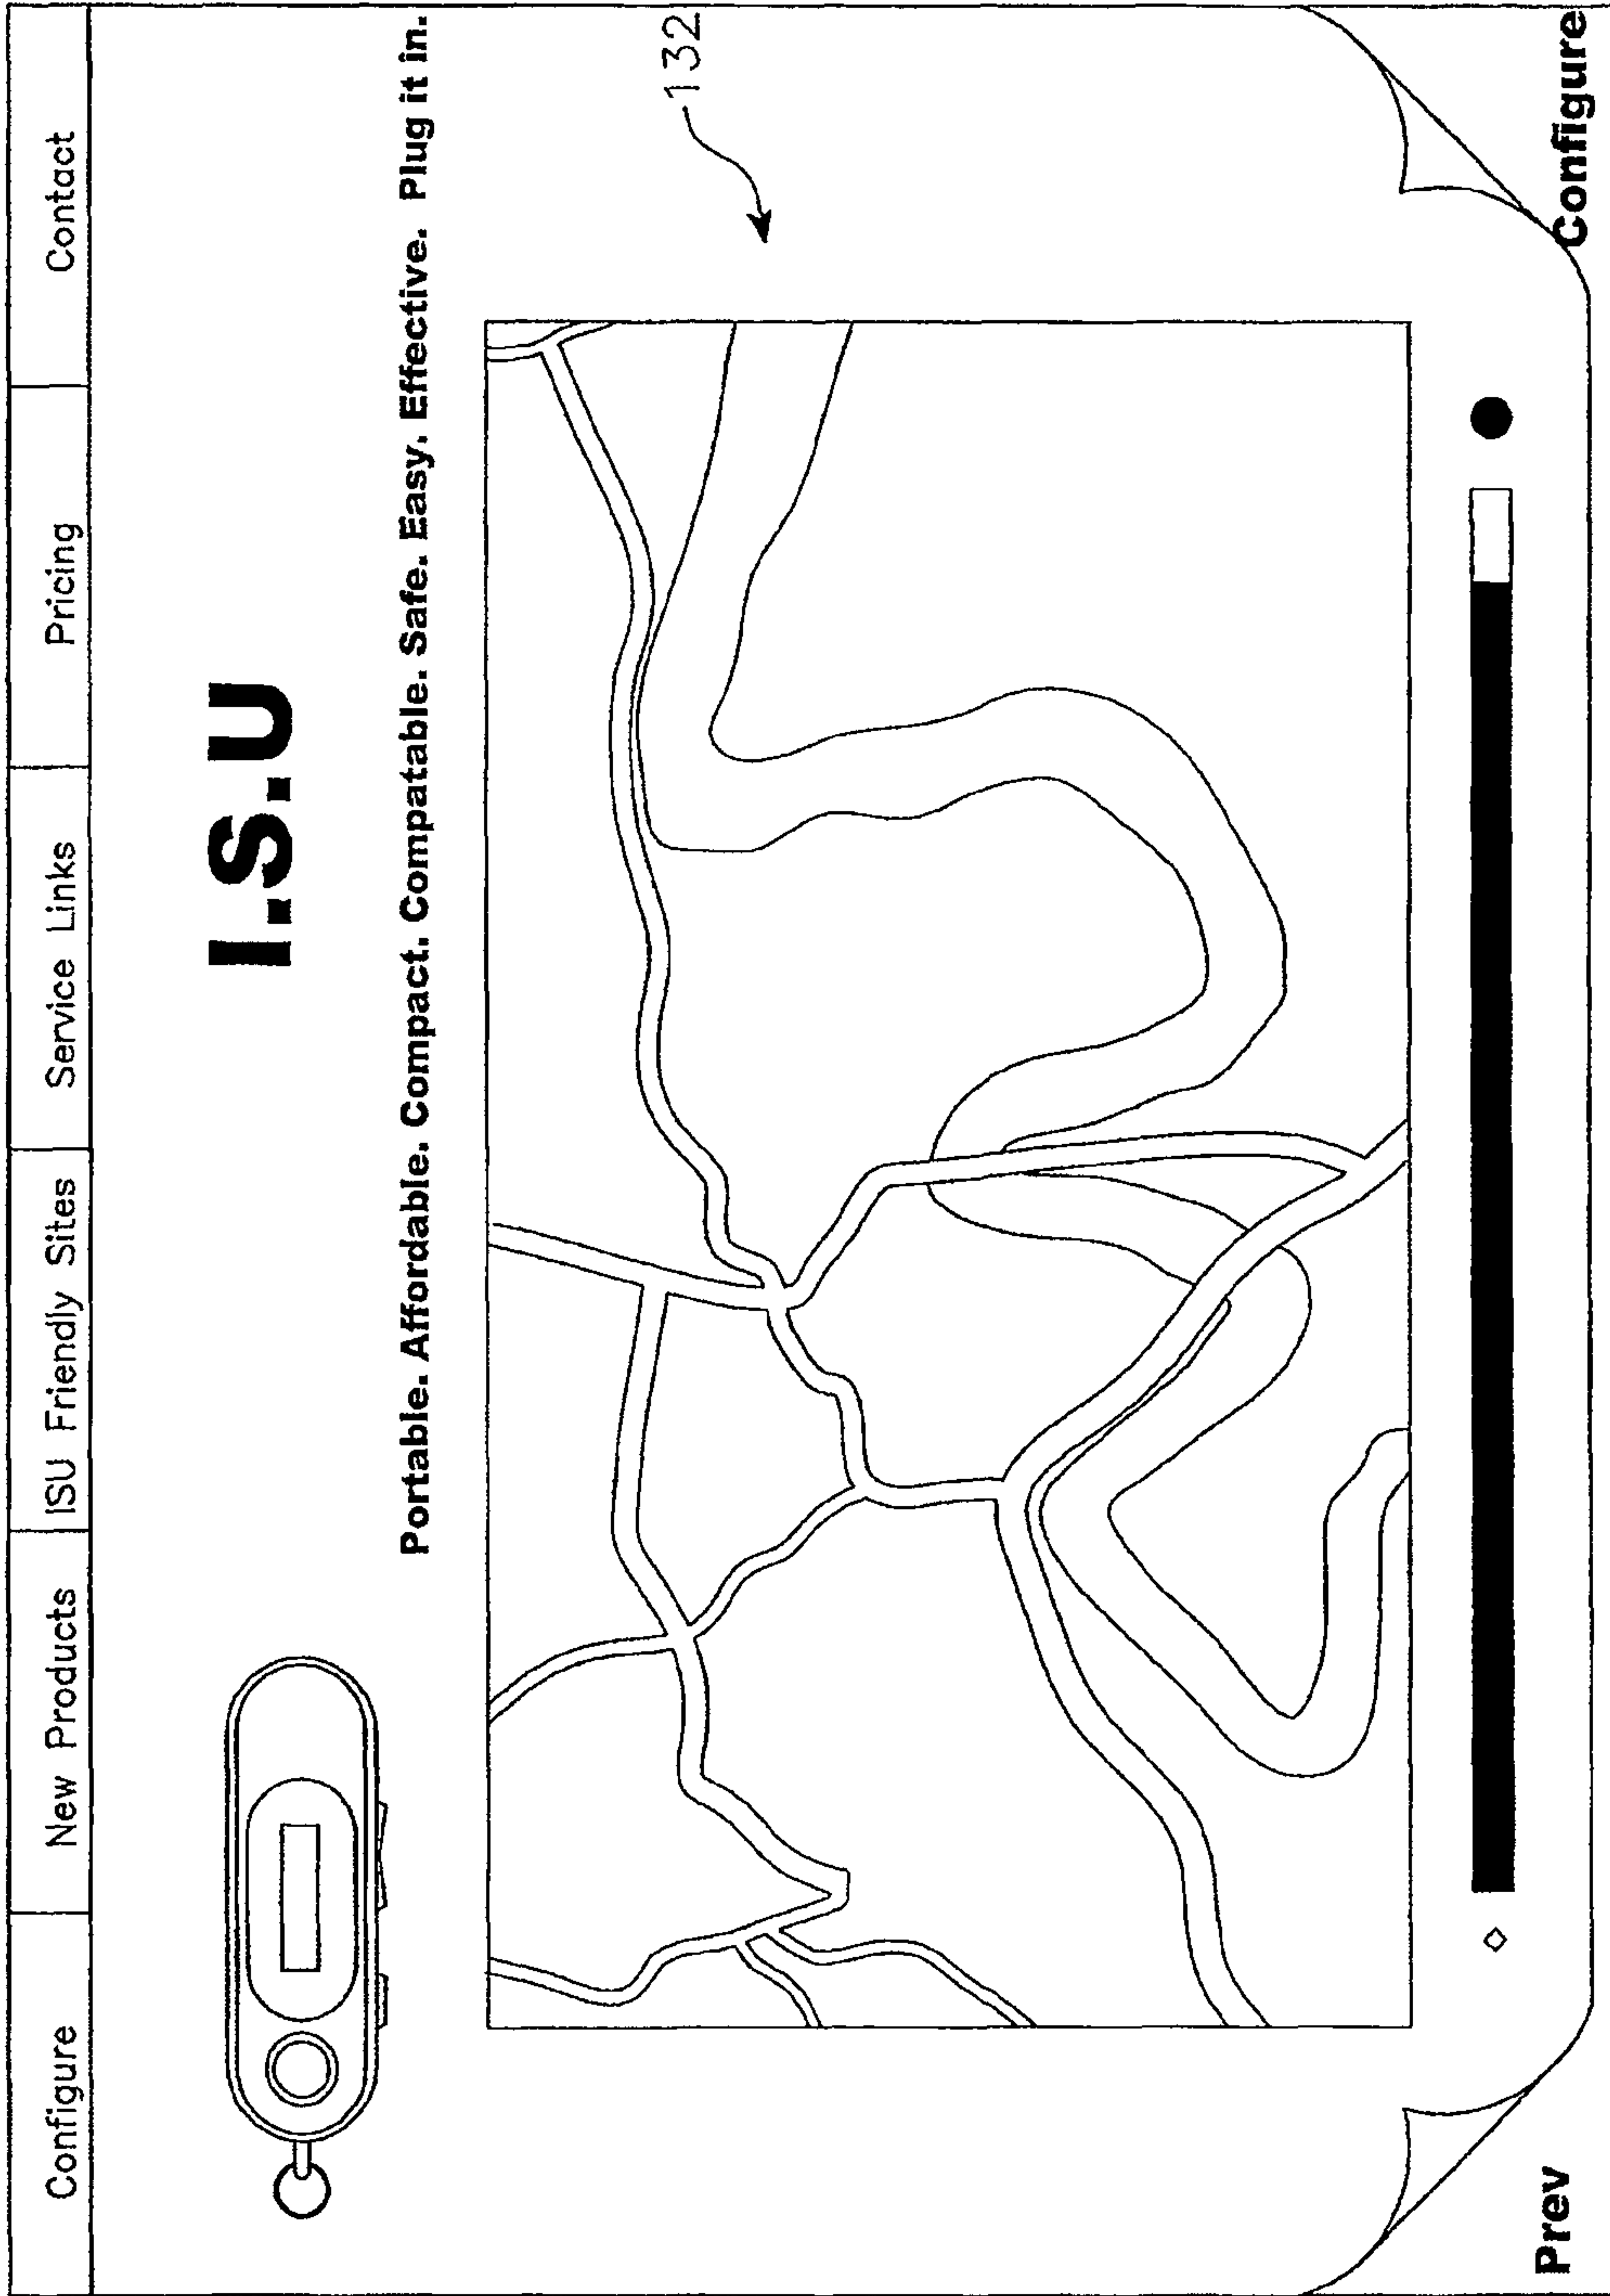 Configure New Products ISU Friendly Sites Service Links Pricing Contact
I.S.U
Portable. Affordable. Compact. Compatable. Safe. Easy. Effective. Plug it in.
132
Prev Configure